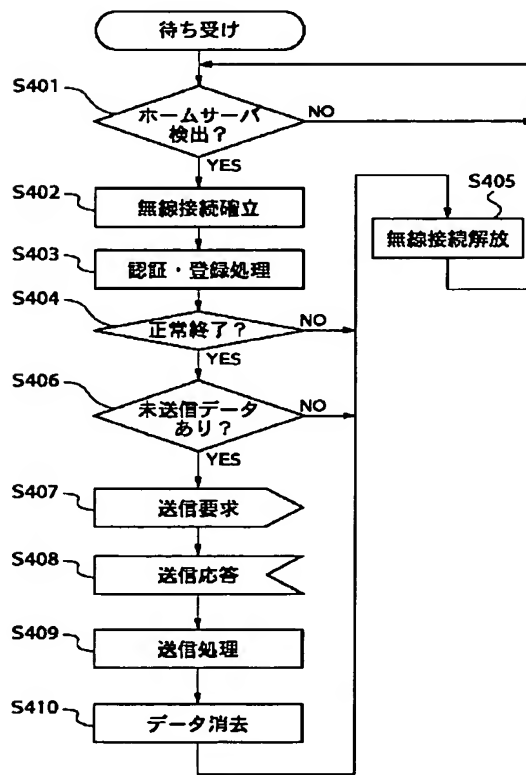 待ち受け
S401
ホームサーバ
検出?
NO
YES
S402
無線接続確立
S405
無線接続解放
S403
認証・登録処理
S404
正常終了?
NO
YES
S406
未送信データ
あり?
NO
YES
S407
送信要求
S408
送信応答
S409
送信処理
S410
データ消去